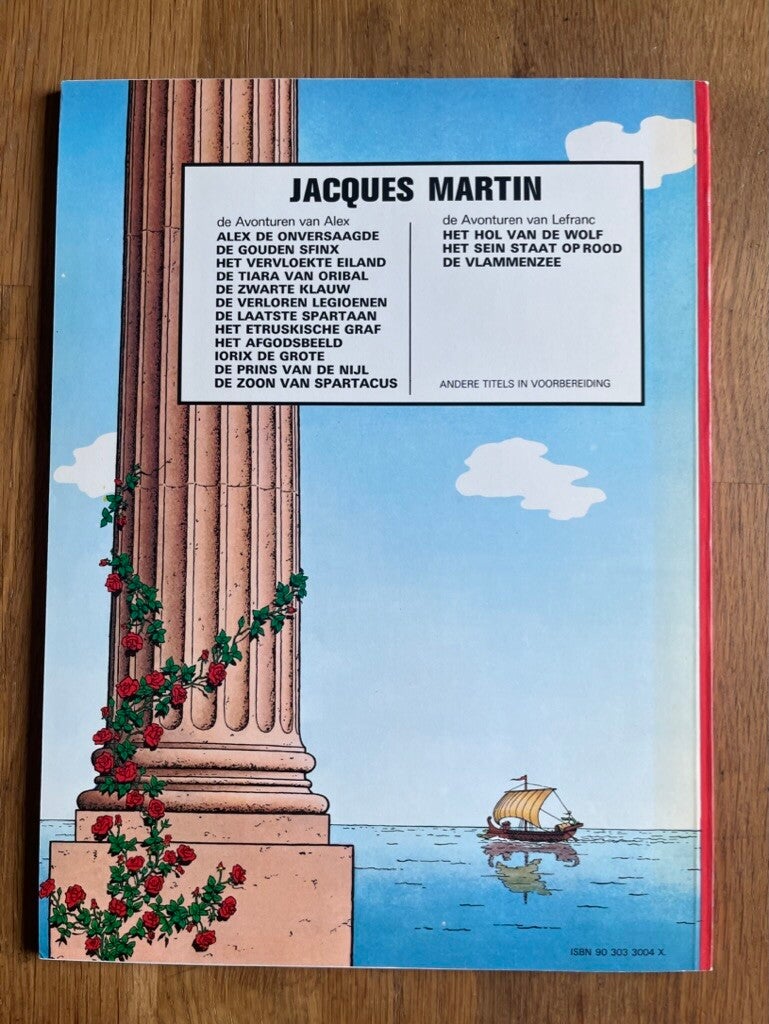 JACQUES MARTIN
de Avonturen van Alex
ALEX DE ONVERSAAGDE
DE GOUDEN SFINX
HET VERVLOEKTE EILAND
DE TIARA VAN ORIBAL
DE ZWARTE KLAUW
DE VERLOREN LEGIOENEN
DE LAATSTE SPARTAAN
HET ETRUSKISCHE GRAF
HET AFGODSBEELD
IORIX DE GROTE
DE PRINS VAN DE NIJL
DE ZOON VAN SPARTACUS
de Avonturen van Lefranc
HET HOL VAN DE WOLF
HET SEIN STAAT OP ROOD
DE VLAMMENZEE
ANDERE TITELS IN VOORBEREIDING
ISBN 90 303 3004 X.